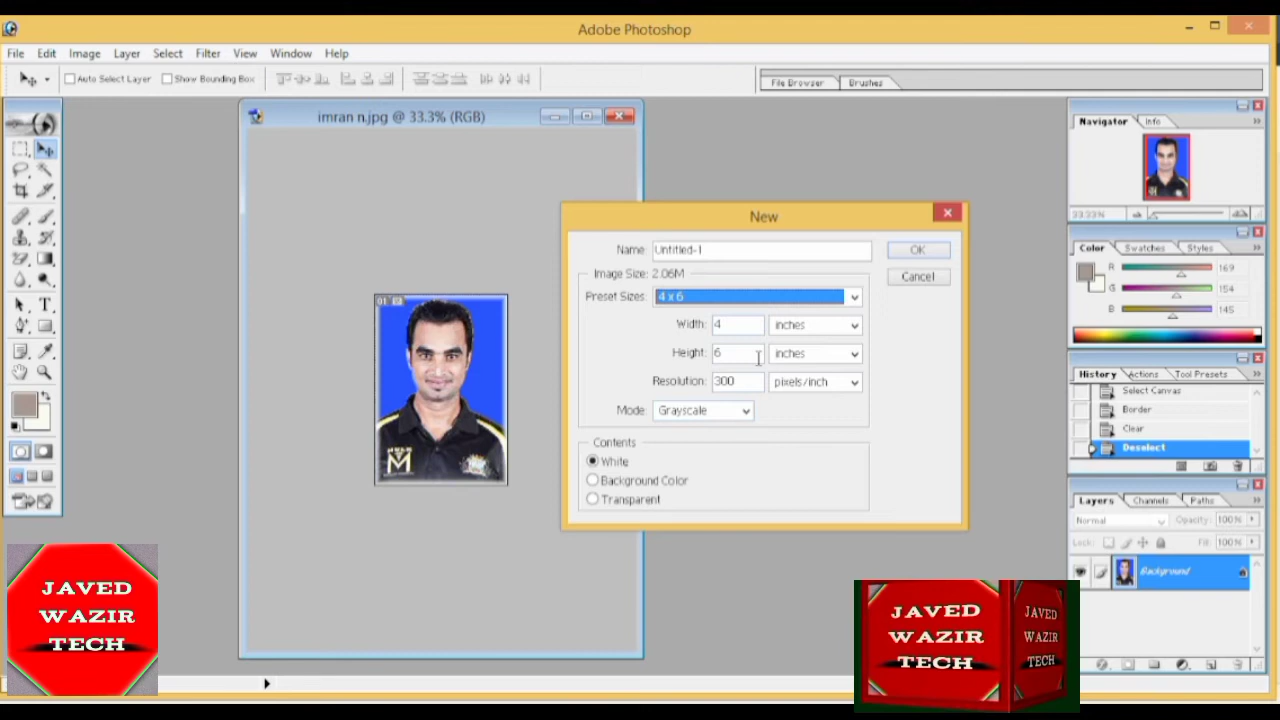 Adobe Photoshop
File Edit Image Layer Select Filter View Window Help
Auto Select Layer Show Bounding Box File Browser Brushes
imran n.jpg @ 33.3% (RGB)
Navigator Info
33.33%
Color Swatches Styles
R 169
G 154
B 145
History Actions Tool Presets
Select Canvas
Border
Clear
Deselect
Layers Channels Paths
Normal Opacity: 100%
Lock: Fill: 100%
Background
New
Name: Untitled-1 OK
Image Size: 2.06M Cancel
Preset Sizes: 4 x 6
Width: 4 inches
Height: 6 inches
Resolution: 300 pixels/inch
Mode: Grayscale
Contents
White
Background Color
Transparent
01
M
JAVED
WAZIR
TECH
JAVED
WAZIR
TECH
JAVED
WAZIR
TECH